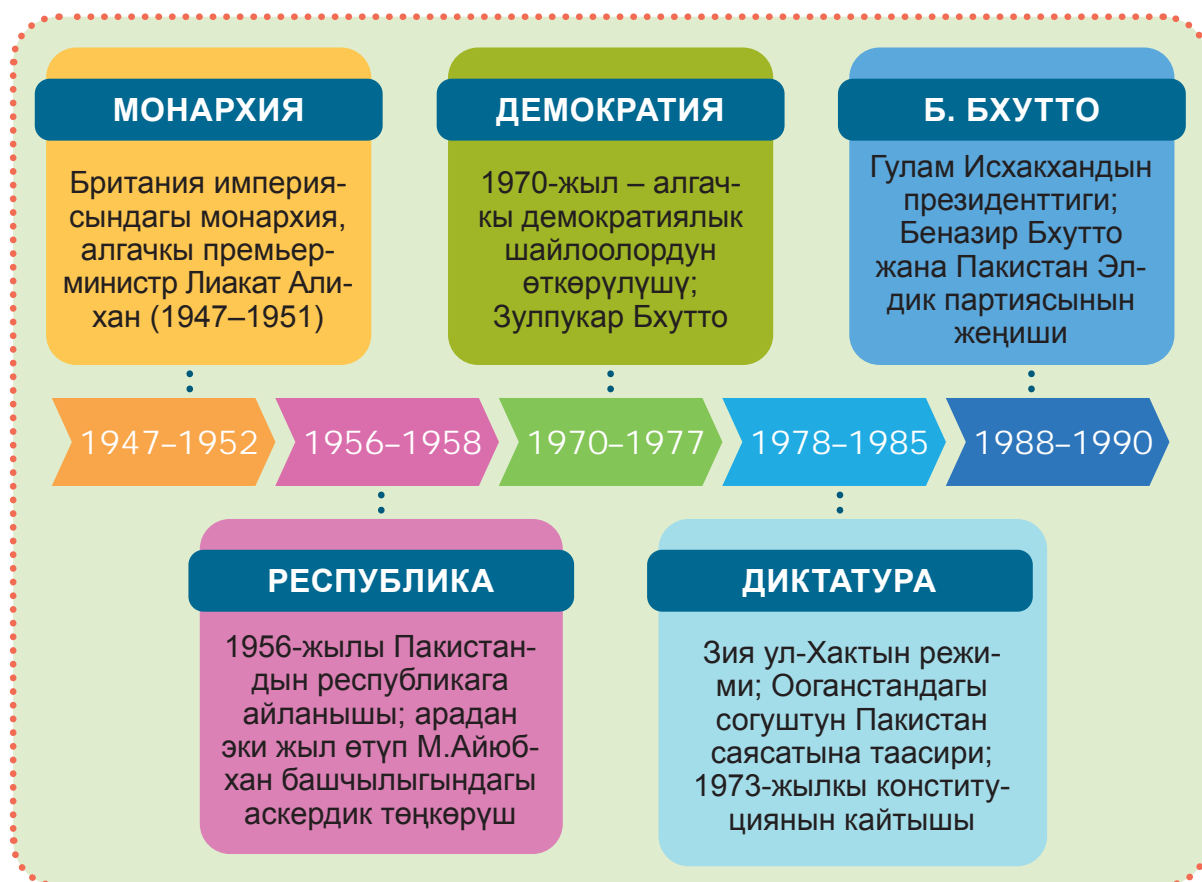 МОНАРХИЯ
Британия империя-
сындагы монархия,
алгачкы премьер-
министр Лиакат Али-
хан (1947–1951)
ДЕМОКРАТИЯ
1970-жыл – алгач-
кы демократиялык
шайлоолордун
өткөрүлүшү;
Зулпукар Бхутто
Б. БХУТТО
Гулам Исхакхандын
президенттиги;
Беназир Бхутто
жана Пакистан Эл-
дик партиясынын
жеңиши
1947–1952
1956–1958
1970–1977
1978–1985
1988–1990
РЕСПУБЛИКА
1956-жылы Пакистан-
дын республикага
айланышы; арадан
эки жыл өтүп М.Айюб-
хан башчылыгындагы
аскердик төңкөрүш
ДИКТАТУРА
Зия ул-Хактын режи-
ми; Ооганстандагы
согуштун Пакистан
саясатына таасири;
1973-жылкы конститу-
циянын кайтышы